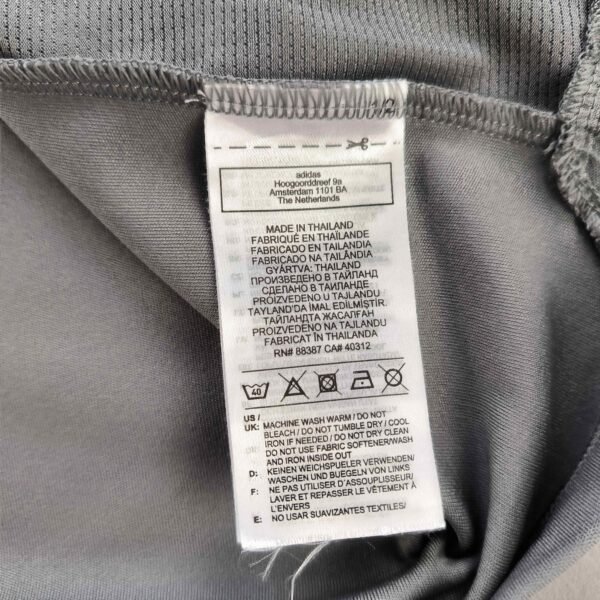 adidas
Hoogoorddreef 9a
Amsterdam 1101 BA
The Netherlands
MADE IN THAILAND
FABRIQUÉ EN THAÏLANDE
FABRICADO EN TAILANDIA
FABRICADO NA TAILÂNDIA
GYÁRTVA: THAILAND
ПРОИЗВЕДЕНО В ТАЙЛАНД
СДЕЛАНО В ТАИЛАНДЕ
PROIZVEDENO U TAJLANDU
TAYLAND'DA İMAL EDİLMİŞTİR.
ТАЙЛАНДТА ЖАСАЛҒАН
PROIZVEDENO NA TAJLANDU
FABRICAT ÎN THAILANDA
RN# 88387 CA# 40312
40
US /
UK: MACHINE WASH WARM / DO NOT
BLEACH / DO NOT TUMBLE DRY / COOL
IRON IF NEEDED / DO NOT DRY CLEAN
DO NOT USE FABRIC SOFTENER/WASH
AND IRON INSIDE OUT
D: KEINEN WEICHSPUELER VERWENDEN/
WASCHEN UND BUEGELN VON LINKS
F: NE PAS UTILISER D'ASSOUPLISSEUR/
LAVER ET REPASSER LE VÊTEMENT À
L'ENVERS
E: NO USAR SUAVIZANTES TEXTILES/